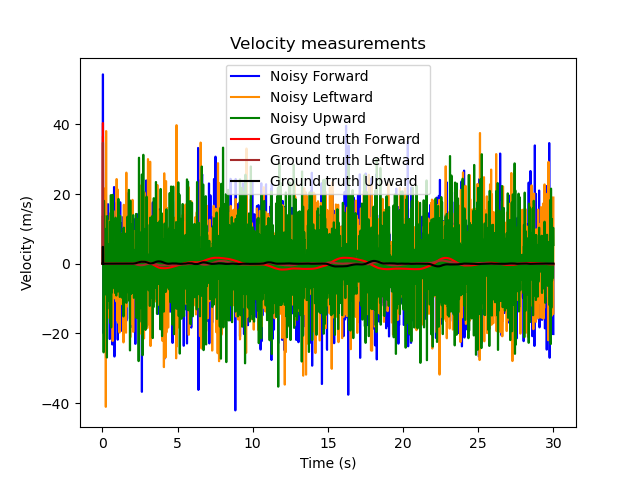 Velocity measurements
Noisy Forward
Noisy Leftward
Noisy Upward
Ground truth Forward
Ground truth Leftward
Ground truth Upward
40
20
0
−20
−40
Velocity (m/s)
0 5 10 15 20 25 30
Time (s)